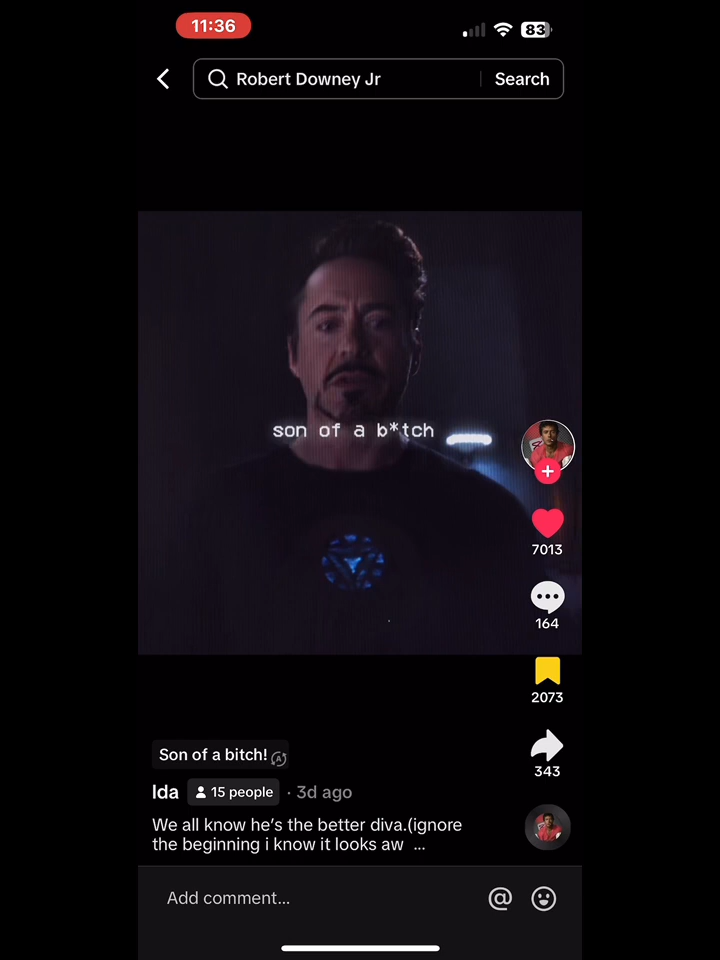 11:36
83
Robert Downey Jr
Search
son of a b*tch
7013
164
2073
343
Son of a bitch!
Ida
15 people
· 3d ago
We all know he’s the better diva.(ignore
the beginning i know it looks aw ...
Add comment...
@